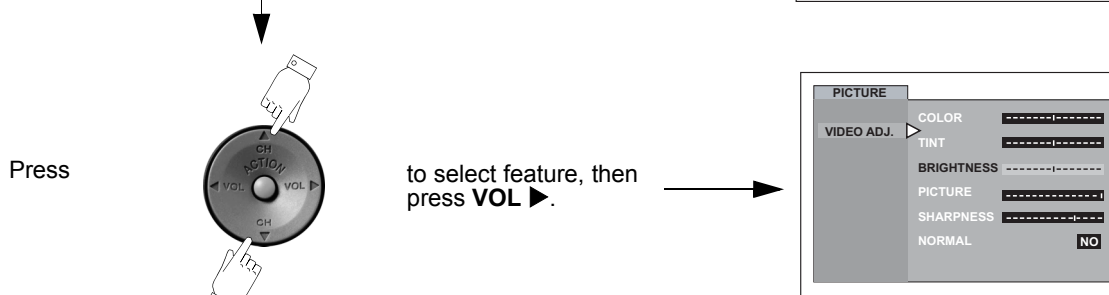 Press
CH
ACTION
◀ VOL VOL ▶
CH
to select feature, then
press VOL ▶.
PICTURE
VIDEO ADJ.
COLOR
TINT
BRIGHTNESS
PICTURE
SHARPNESS
NORMAL NO